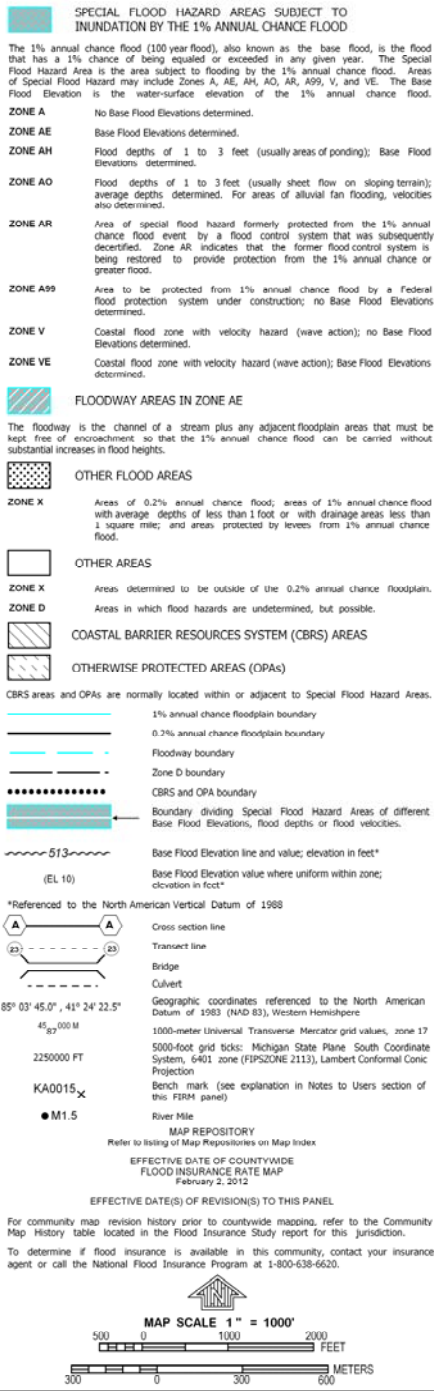 SPECIAL FLOOD HAZARD AREAS SUBJECT TO
INUNDATION BY THE 1% ANNUAL CHANCE FLOOD
The 1% annual chance flood (100 year flood), also known as the base flood, is the flood
that has a 1% chance of being equaled or exceeded in any given year. The Special
Flood Hazard Area is the area subject to flooding by the 1% annual chance flood. Areas
of Special Flood Hazard may include Zones A, AE, AH, AO, AR, A99, V, and VE. The Base
Flood Elevation is the water-surface elevation of the 1% annual chance flood.
ZONE A No Base Flood Elevations determined.
ZONE AE Base Flood Elevations determined.
ZONE AH Flood depths of 1 to 3 feet (usually areas of ponding); Base Flood
Elevations determined.
ZONE AO Flood depths of 1 to 3 feet (usually sheet flow on sloping terrain);
average depths determined. For areas of alluvial fan flooding, velocities
also determined.
ZONE AR Area of special flood hazard formerly protected from the 1% annual
chance flood event by a flood control system that was subsequently
decertified. Zone AR indicates that the former flood control system is
being restored to provide protection from the 1% annual chance or
greater flood.
ZONE A99 Area to be protected from 1% annual chance flood by a Federal
flood protection system under construction; no Base Flood Elevations
determined.
ZONE V Coastal flood zone with velocity hazard (wave action); no Base Flood
Elevations determined.
ZONE VE Coastal flood zone with velocity hazard (wave action); Base Flood Elevations
determined.
FLOODWAY AREAS IN ZONE AE
The floodway is the channel of a stream plus any adjacent floodplain areas that must be
kept free of encroachment so that the 1% annual chance flood can be carried without
substantial increases in flood heights.
OTHER FLOOD AREAS
ZONE X Areas of 0.2% annual chance flood; areas of 1% annual chance flood
with average depths of less than 1 foot or with drainage areas less than
1 square mile; and areas protected by levees from 1% annual chance
flood.
OTHER AREAS
ZONE X Areas determined to be outside of the 0.2% annual chance floodplain.
ZONE D Areas in which flood hazards are undetermined, but possible.
COASTAL BARRIER RESOURCES SYSTEM (CBRS) AREAS
OTHERWISE PROTECTED AREAS (OPAs)
CBRS areas and OPAs are normally located within or adjacent to Special Flood Hazard Areas.
1% annual chance floodplain boundary
0.2% annual chance floodplain boundary
Floodway boundary
Zone D boundary
CBRS and OPA boundary
Boundary dividing Special Flood Hazard Areas of different
Base Flood Elevations, flood depths or flood velocities.
513 Base Flood Elevation line and value; elevation in feet*
(EL 10) Base Flood Elevation value where uniform within zone;
elevation in feet*
*Referenced to the North American Vertical Datum of 1988
A A Cross section line
23 23 Transect line
Bridge
Culvert
85° 03' 45.0" , 41° 24' 22.5" Geographic coordinates referenced to the North American
Datum of 1983 (NAD 83), Western Hemishpere
45 87 000 M 1000-meter Universal Transverse Mercator grid values, zone 17
2250000 FT 5000-foot grid ticks: Michigan State Plane South Coordinate
System, 6401 zone (FIPSZONE 2113), Lambert Conformal Conic
Projection
KA0015 X Bench mark (see explanation in Notes to Users section of
this FIRM panel)
● M1.5 River Mile
MAP REPOSITORY
Refer to listing of Map Repositories on Map Index
EFFECTIVE DATE OF COUNTYWIDE
FLOOD INSURANCE RATE MAP
February 2, 2012
EFFECTIVE DATE(S) OF REVISION(S) TO THIS PANEL
For community map revision history prior to countywide mapping, refer to the Community
Map History table located in the Flood Insurance Study report for this jurisdiction.
To determine if flood insurance is available in this community, contact your insurance
agent or call the National Flood Insurance Program at 1-800-638-6620.
N
MAP SCALE 1" = 1000'
500 0 1000 2000
FEET
METERS
300 0 300 600